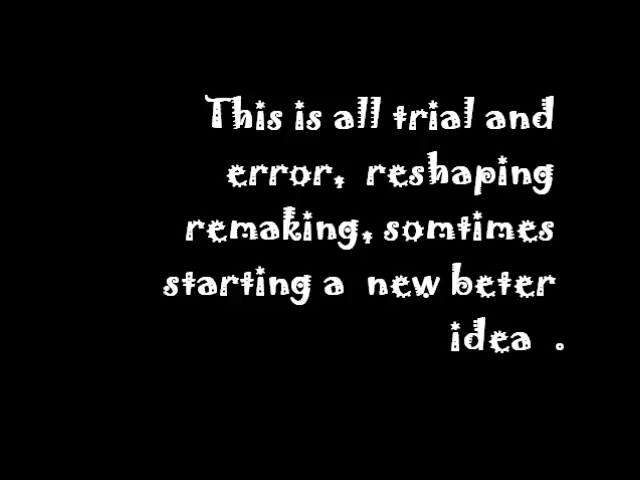 This is all trial and
error, reshaping
remaking, somtimes
starting a new beter
idea .